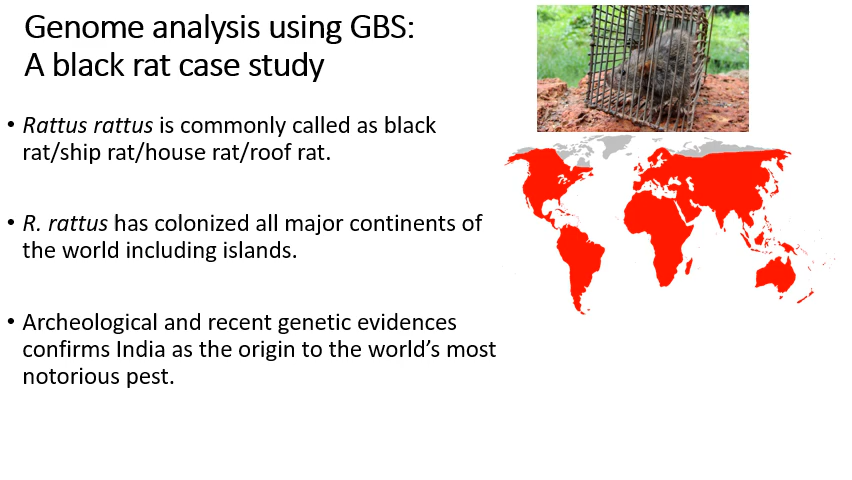 Genome analysis using GBS:
A black rat case study
• Rattus rattus is commonly called as black
rat/ship rat/house rat/roof rat.
• R. rattus has colonized all major continents of
the world including islands.
• Archeological and recent genetic evidences
confirms India as the origin to the world’s most
notorious pest.